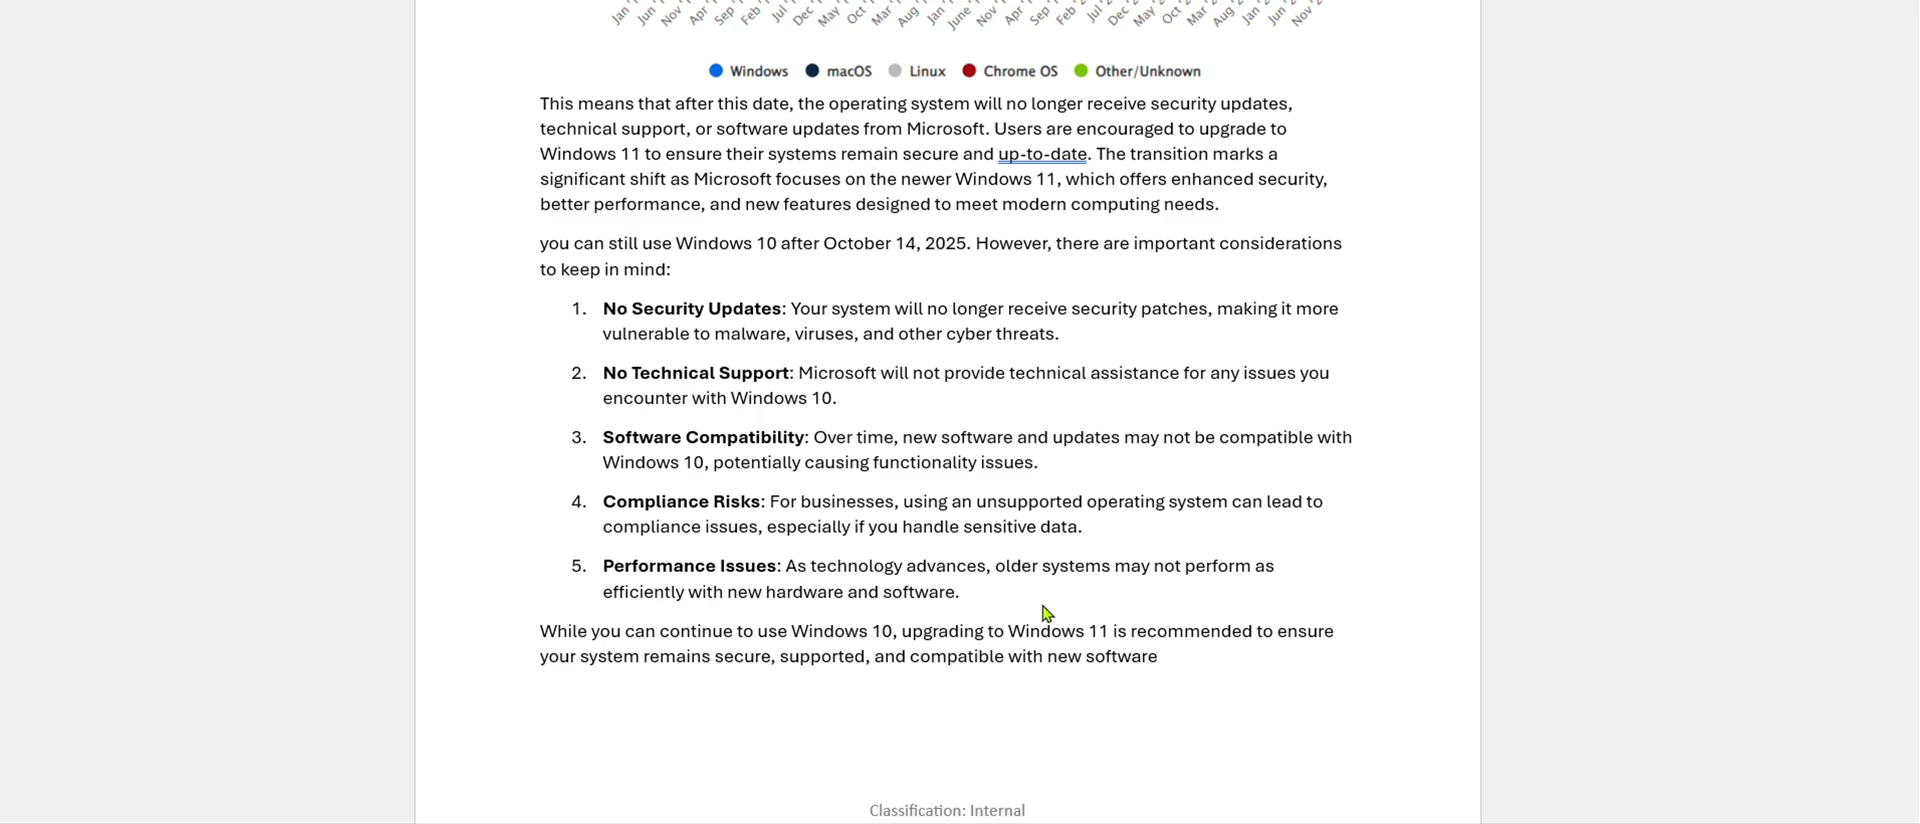 Windows macOS Linux Chrome OS Other/Unknown
This means that after this date, the operating system will no longer receive security updates,
technical support, or software updates from Microsoft. Users are encouraged to upgrade to
Windows 11 to ensure their systems remain secure and up-to-date. The transition marks a
significant shift as Microsoft focuses on the newer Windows 11, which offers enhanced security,
better performance, and new features designed to meet modern computing needs.
you can still use Windows 10 after October 14, 2025. However, there are important considerations
to keep in mind:
1. No Security Updates: Your system will no longer receive security patches, making it more
vulnerable to malware, viruses, and other cyber threats.
2. No Technical Support: Microsoft will not provide technical assistance for any issues you
encounter with Windows 10.
3. Software Compatibility: Over time, new software and updates may not be compatible with
Windows 10, potentially causing functionality issues.
4. Compliance Risks: For businesses, using an unsupported operating system can lead to
compliance issues, especially if you handle sensitive data.
5. Performance Issues: As technology advances, older systems may not perform as
efficiently with new hardware and software.
While you can continue to use Windows 10, upgrading to Windows 11 is recommended to ensure
your system remains secure, supported, and compatible with new software
Classification: Internal